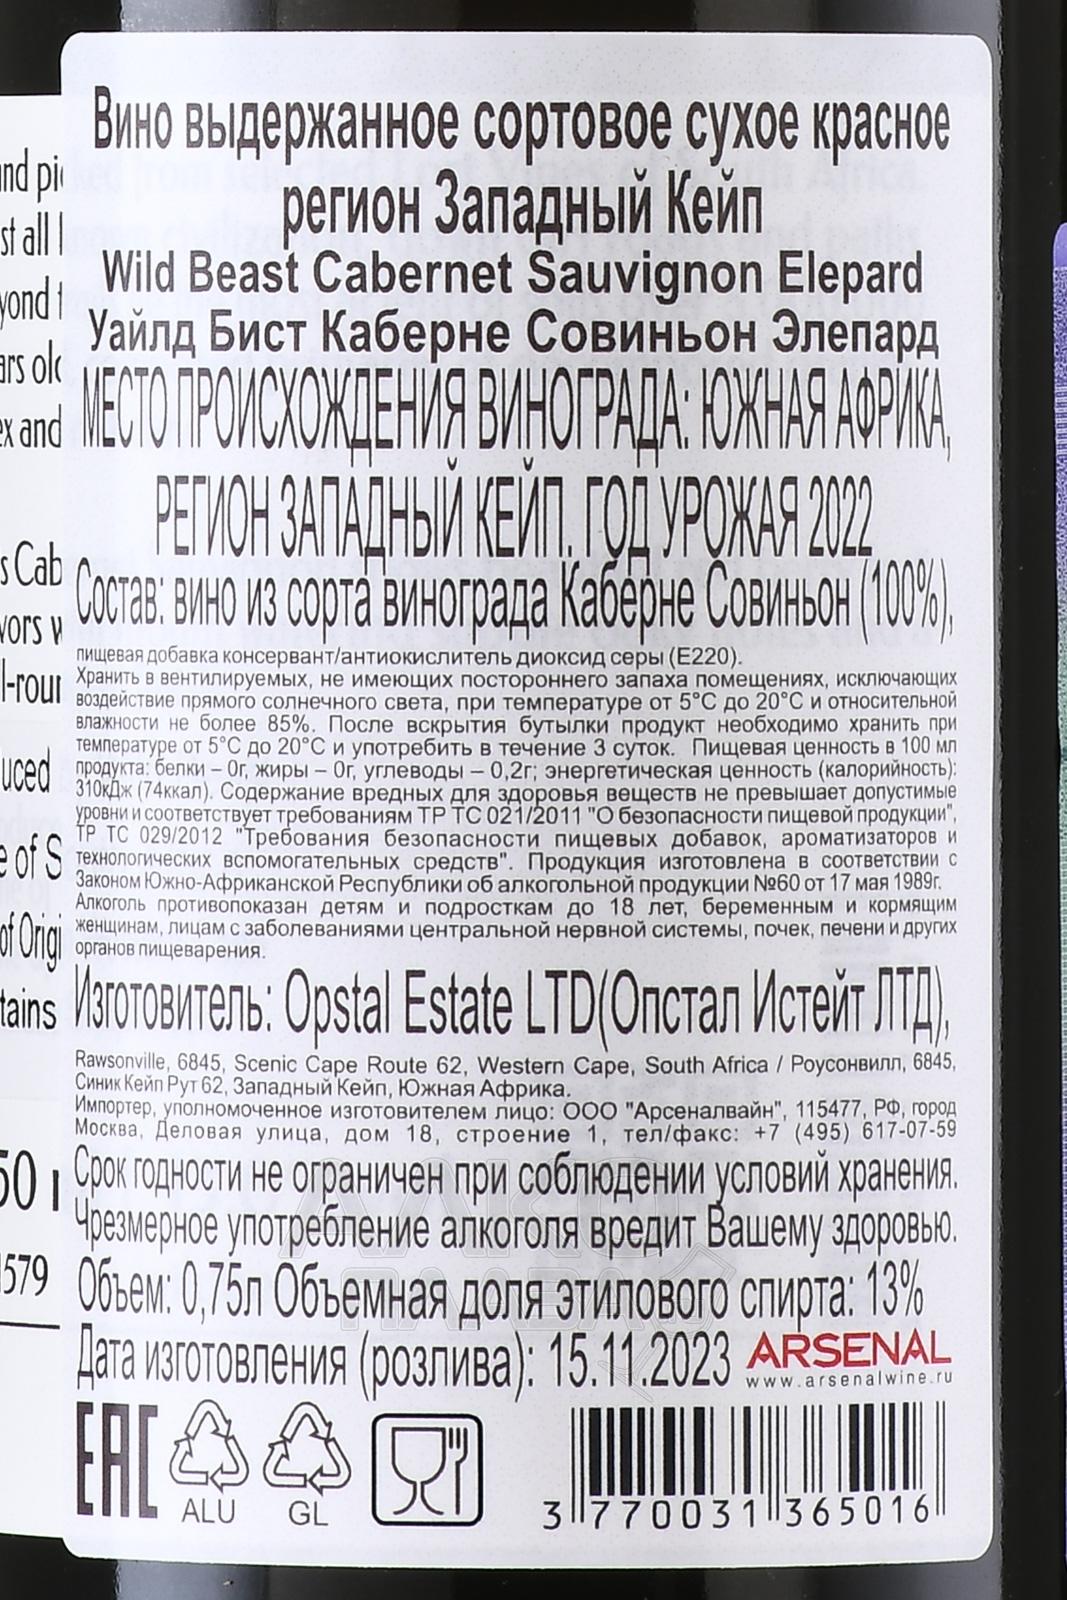 Вино выдержанное сортовое сухое красное
регион Западный Кейп
Wild Beast Cabernet Sauvignon Elepard
Уайлд Бист Каберне Совиньон Элепард
МЕСТО ПРОИСХОЖДЕНИЯ ВИНОГРАДА: ЮЖНАЯ АФРИКА,
РЕГИОН ЗАПАДНЫЙ КЕЙП. ГОД УРОЖАЯ 2022
Состав: вино из сорта винограда Каберне Совиньон (100%),
пищевая добавка консервант/антиокислитель диоксид серы (Е220).
Хранить в вентилируемых, не имеющих постороннего запаха помещениях, исключающих
воздействие прямого солнечного света, при температуре от 5°С до 20°С и относительной
влажности не более 85%. После вскрытия бутылки продукт необходимо хранить при
температуре от 5°С до 20°С и употребить в течение 3 суток. Пищевая ценность в 100 мл
продукта: белки – 0г, жиры – 0г, углеводы – 0,2г; энергетическая ценность (калорийность):
310кДж (74ккал). Содержание вредных для здоровья веществ не превышает допустимые
уровни и соответствует требованиям ТР ТС 021/2011 "О безопасности пищевой продукции",
ТР ТС 029/2012 "Требования безопасности пищевых добавок, ароматизаторов и
технологических вспомогательных средств". Продукция изготовлена в соответствии с
Законом Южно-Африканской Республики об алкогольной продукции №60 от 17 мая 1989г.
Алкоголь противопоказан детям и подросткам до 18 лет, беременным и кормящим
женщинам, лицам с заболеваниями центральной нервной системы, почек, печени и других
органов пищеварения.
Изготовитель: Opstal Estate LTD(Опстал Истейт ЛТД),
Rawsonville, 6845, Scenic Cape Route 62, Western Cape, South Africa / Роусонвилл, 6845,
Синик Кейп Рут 62, Западный Кейп, Южная Африка.
Импортер, уполномоченное изготовителем лицо: ООО "Арсеналвайн", 115477, РФ, город
Москва, Деловая улица, дом 18, строение 1, тел/факс: +7 (495) 617-07-59
Срок годности не ограничен при соблюдении условий хранения.
Чрезмерное употребление алкоголя вредит Вашему здоровью.
Объем: 0,75л Объемная доля этилового спирта: 13%
Дата изготовления (розлива): 15.11.2023
ARSENAL
www.arsenalwine.ru
ЕАС
ALU
GL
3 770031 365016